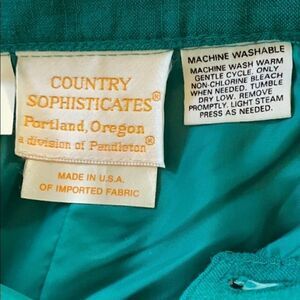 COUNTRY
SOPHISTICATES®
Portland, Oregon
a division of Pendleton®
MADE IN U.S.A.
OF IMPORTED FABRIC
MACHINE WASHABLE
MACHINE WASH WARM
GENTLE CYCLE. ONLY
NON-CHLORINE BLEACH
WHEN NEEDED. TUMBLE
DRY LOW. REMOVE
PROMPTLY. LIGHT STEAM
PRESS AS NEEDED.